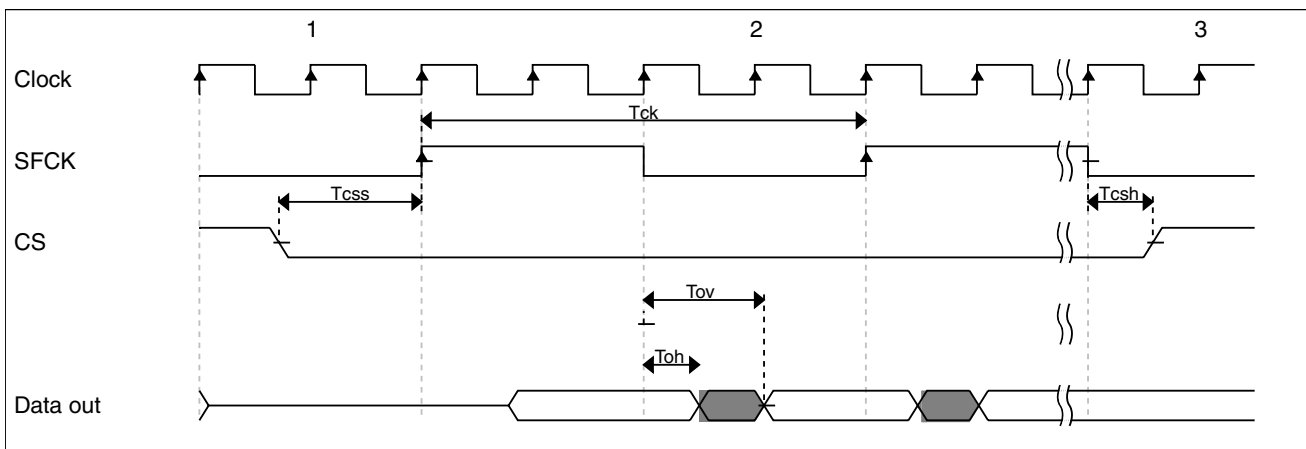 1 2 3
Clock
Tck
SFCK
Tcss Tcsh
CS
Tov
Toh
Data out